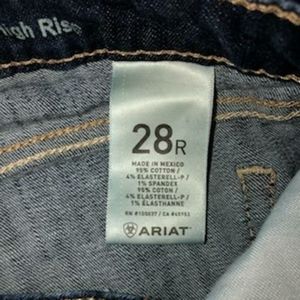 High Rise
28R
MADE IN MEXICO
95% COTTON /
4% ELASTERELL-P /
1% SPANDEX
95% COTON /
4% ELASTERELL-P /
1% ÉLASTHANNE
ARIAT